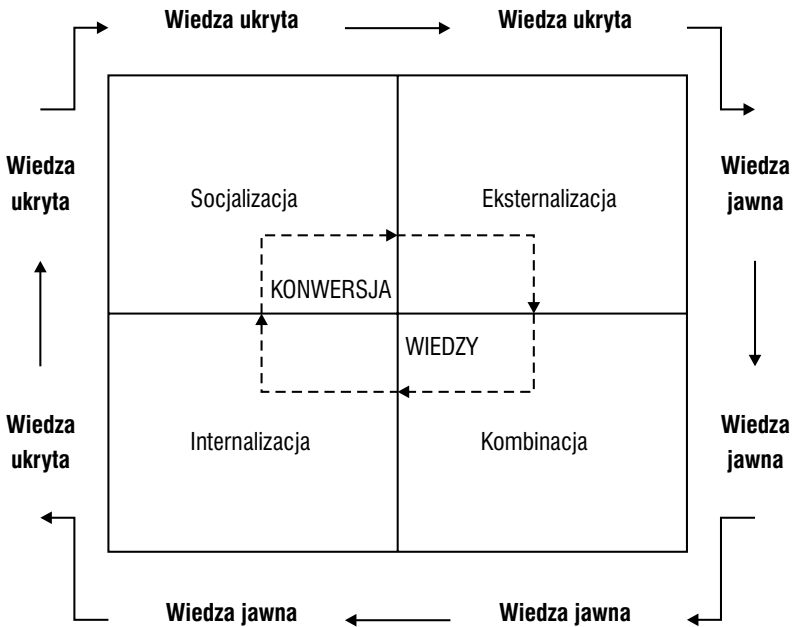 Wiedza ukryta
Wiedza ukryta
Wiedza
ukryta
Socjalizacja
Eksternalizacja
Wiedza
jawna
KONWERSJA
WIEDZY
Wiedza
ukryta
Internalizacja
Kombinacja
Wiedza
jawna
Wiedza jawna
Wiedza jawna